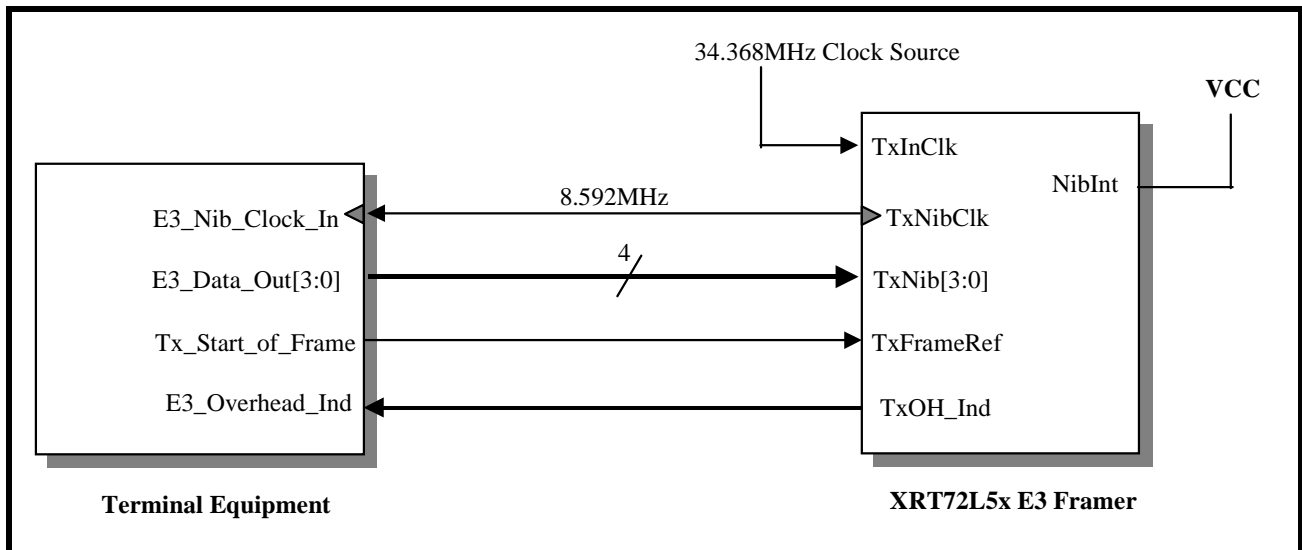 34.368MHz Clock Source
VCC
TxInClk
NibInt
E3_Nib_Clock_In
8.592MHz
TxNibClk
E3_Data_Out[3:0]
4
TxNib[3:0]
Tx_Start_of_Frame
TxFrameRef
E3_Overhead_Ind
TxOH_Ind
Terminal Equipment
XRT72L5x E3 Framer